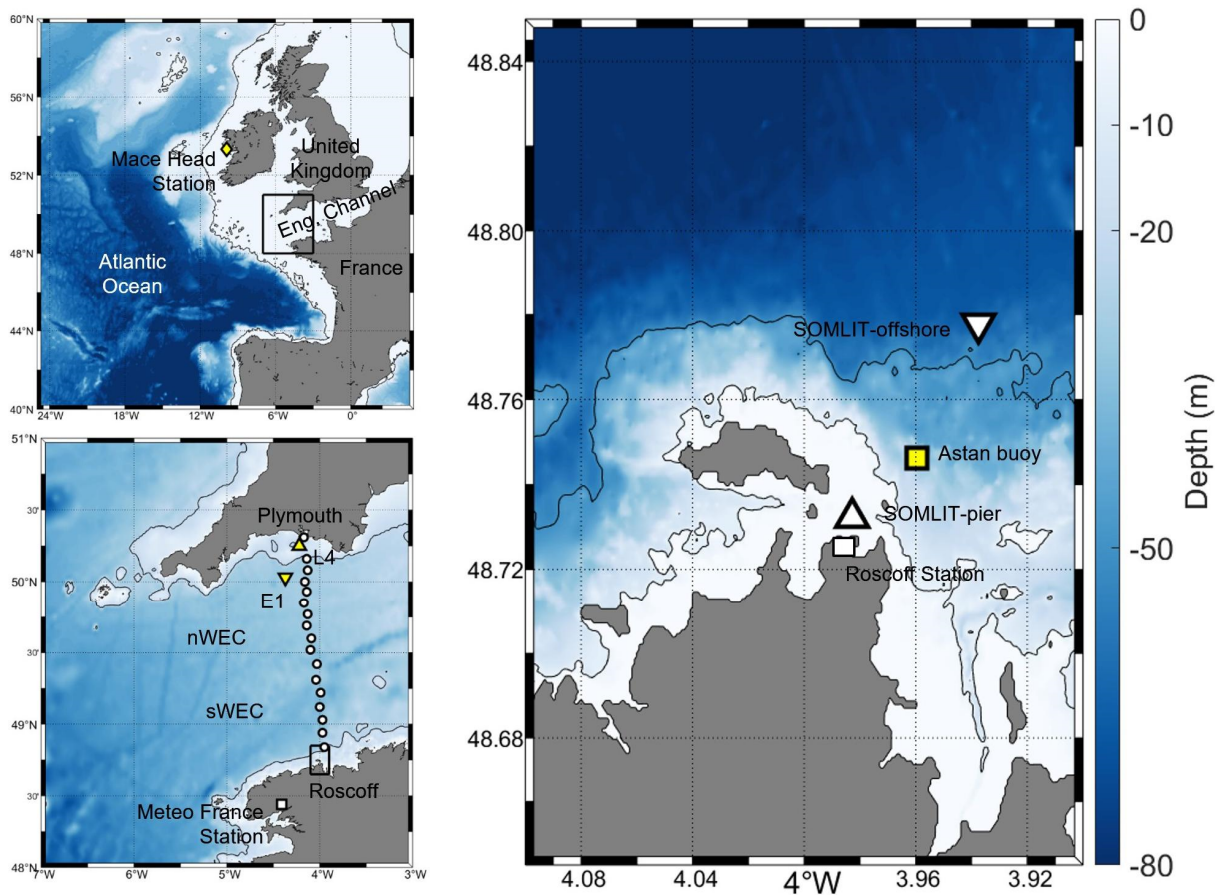 60°N
56°N
52°N
48°N
44°N
40°N
24°W
18°W
12°W
6°W
0°
Mace Head
Station
United
Kingdom
Eng. Channel
Atlantic
Ocean
France
51°N
30'
50°N
30'
49°N
30'
48°N
7°W
6°W
5°W
4°W
3°W
Plymouth
L4
E1
nWEC
sWEC
Roscoff
Meteo France
Station
48.84
48.80
48.76
48.72
48.68
4.08
4.04
4°W
3.96
3.92
SOMLIT-offshore
Astan buoy
SOMLIT-pier
Roscoff Station
0
-10
-20
-50
-80
Depth (m)